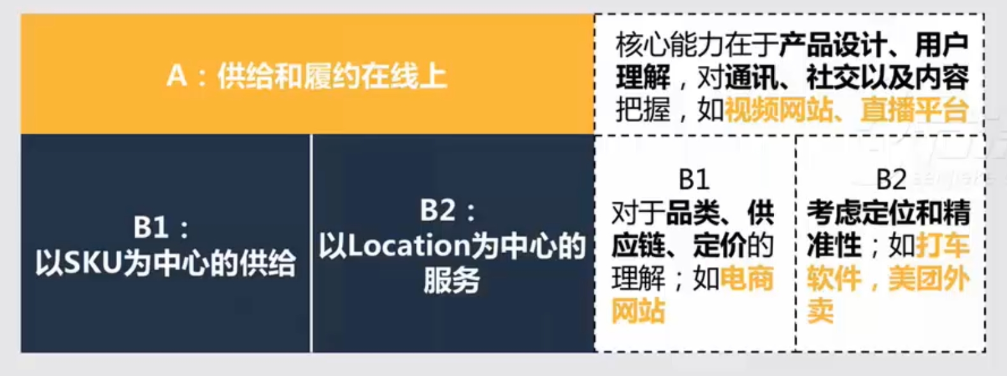 A：供给和履约在线上
核心能力在于产品设计、用户
理解，对通讯、社交以及内容
把握，如视频网站、直播平台
B1：
以SKU为中心的供给
B2：
以Location为中心的
服务
B1
对于品类、供
应链、定价的
理解；如电商
网站
B2
考虑定位和精
准性；如打车
软件，美团外
卖